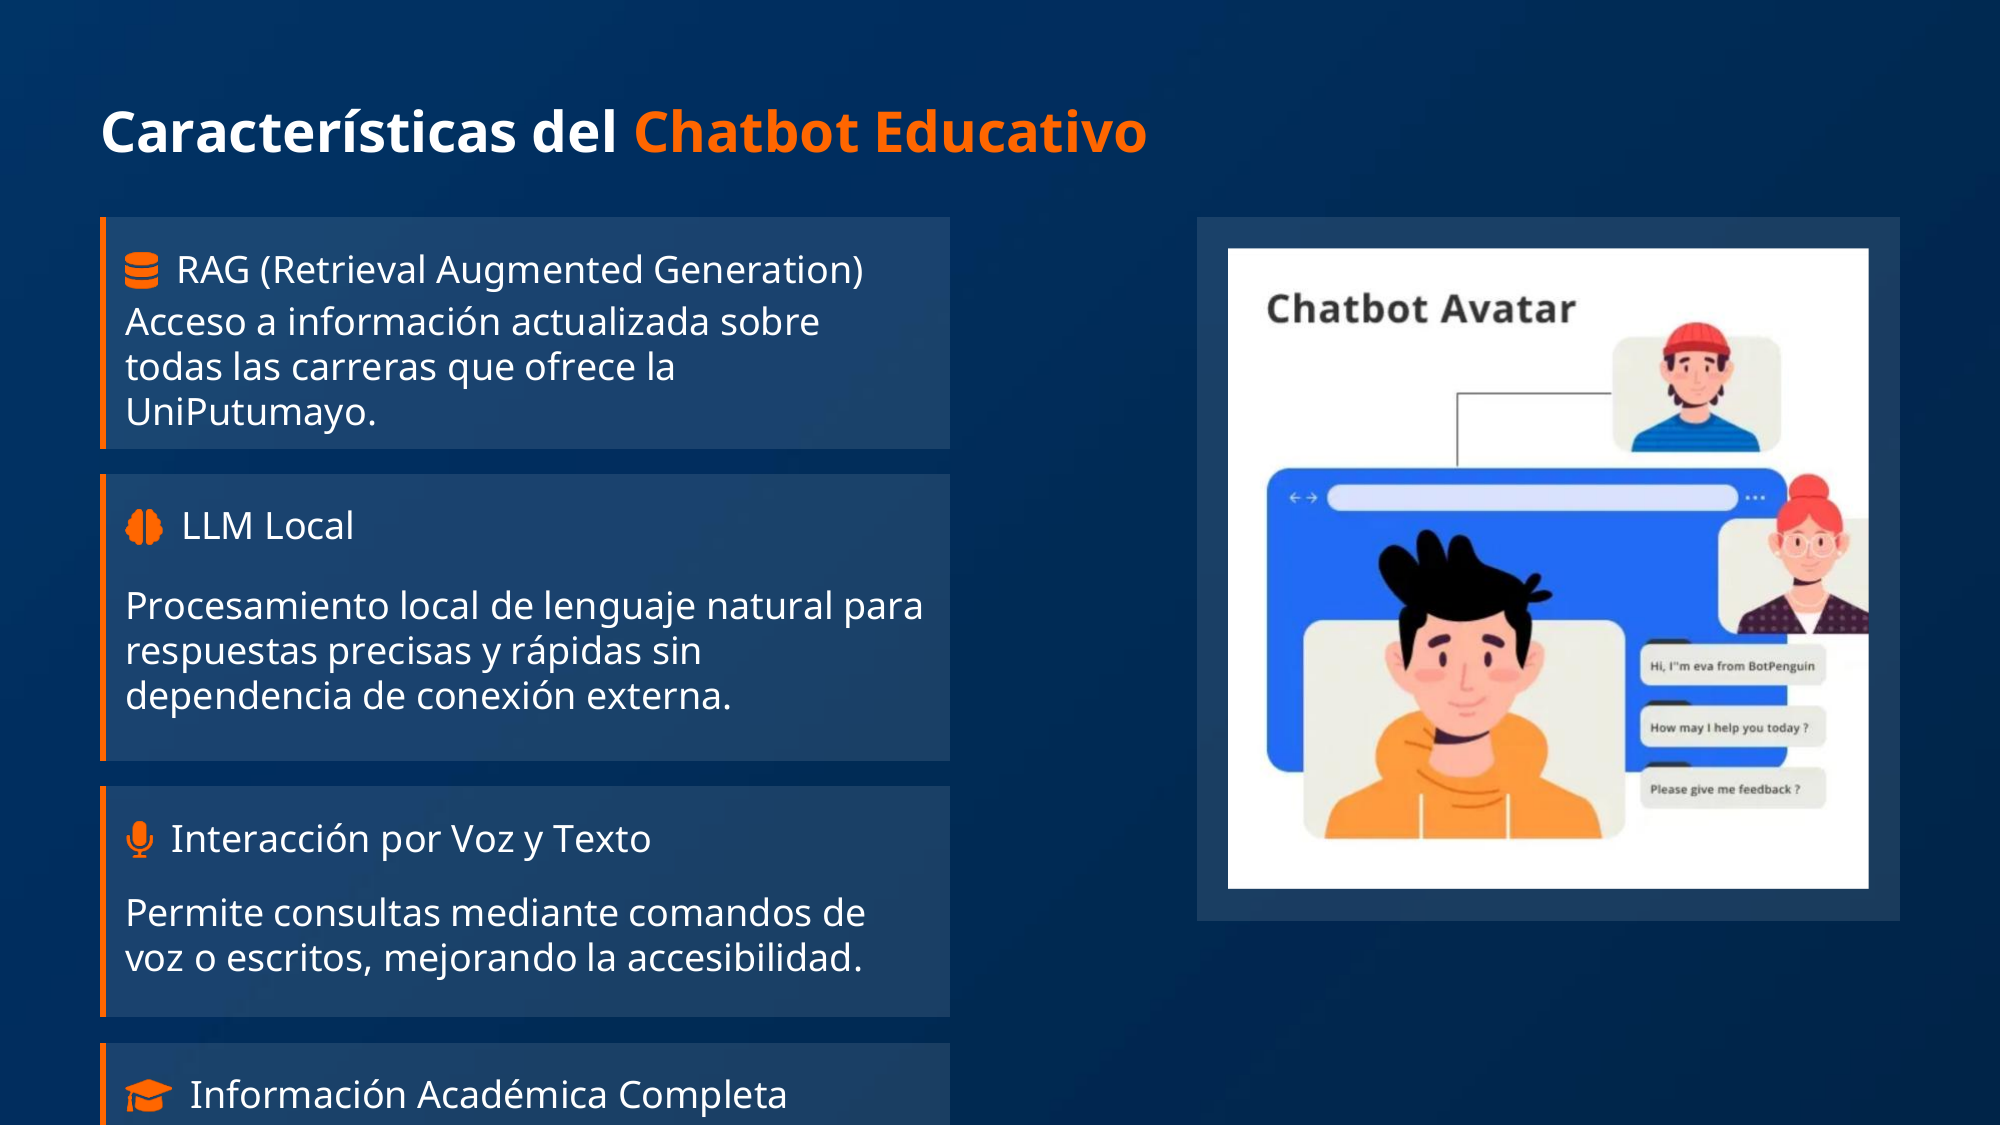 Características del Chatbot Educativo
RAG (Retrieval Augmented Generation)
Acceso a información actualizada sobre
todas las carreras que ofrece la
UniPutumayo.
LLM Local
Procesamiento local de lenguaje natural para
respuestas precisas y rápidas sin
dependencia de conexión externa.
Interacción por Voz y Texto
Permite consultas mediante comandos de
voz o escritos, mejorando la accesibilidad.
Información Académica Completa
Chatbot Avatar
Hi, I''m eva from BotPenguin
How may I help you today ?
Please give me feedback ?